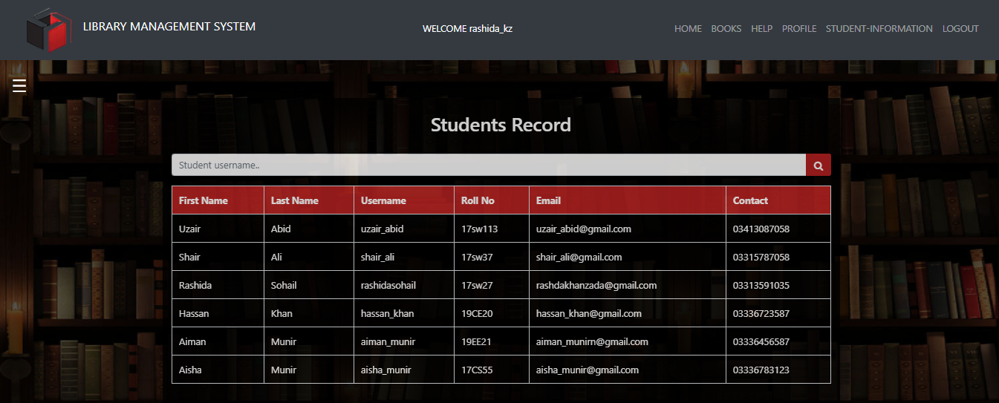 LIBRARY MANAGEMENT SYSTEM WELCOME rashida_kz HOME BOOKS HELP PROFILE STUDENT-INFORMATION LOGOUT
Students Record
Student username..
First Name Last Name Username Roll No Email Contact
Uzair Abid uzair_abid 17sw113 uzair_abid@gmail.com 03413087058
Shair Ali shair_ali 17sw37 shair_ali@gmail.com 03315787058
Rashida Sohail rashidasohail 17sw27 rashdakhanzada@gmail.com 03313591035
Hassan Khan hassan_khan 19CE20 hassan_khan@gmail.com 03336723587
Aiman Munir aiman_munir 19EE21 aiman_munirn@gmail.com 03336456587
Aisha Munir aisha_munir 17CS55 aisha_munir@gmail.com 03336783123